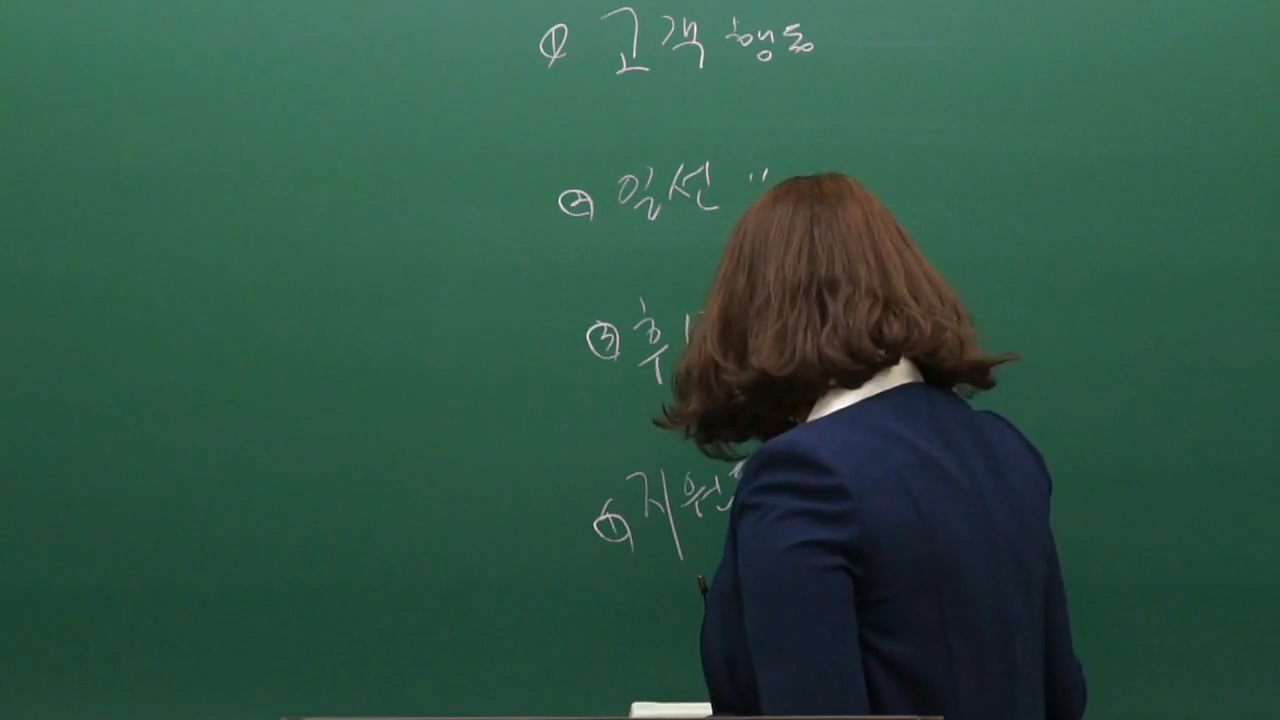 ① 고객 행동
② 일선 〃
③ 후
④ 지원